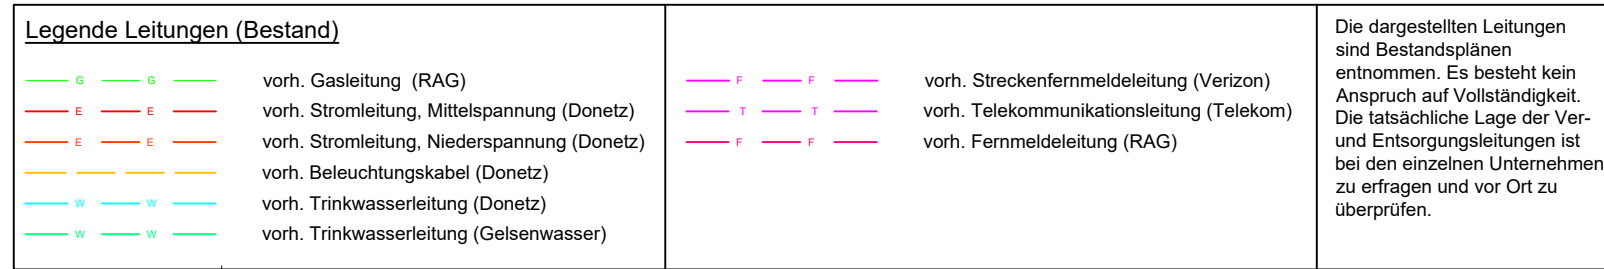 Legende Leitungen (Bestand)
G G vorh. Gasleitung (RAG)
E E vorh. Stromleitung, Mittelspannung (Donetz)
E E vorh. Stromleitung, Niederspannung (Donetz)
vorh. Beleuchtungskabel (Donetz)
W W vorh. Trinkwasserleitung (Donetz)
W W vorh. Trinkwasserleitung (Gelsenwasser)
F F vorh. Streckenfernmeldeleitung (Verizon)
T T vorh. Telekommunikationsleitung (Telekom)
F F vorh. Fernmeldeleitung (RAG)
Die dargestellten Leitungen
sind Bestandsplänen
entnommen. Es besteht kein
Anspruch auf Vollständigkeit.
Die tatsächliche Lage der Ver-
und Entsorgungsleitungen ist
bei den einzelnen Unternehmen
zu erfragen und vor Ort zu
überprüfen.